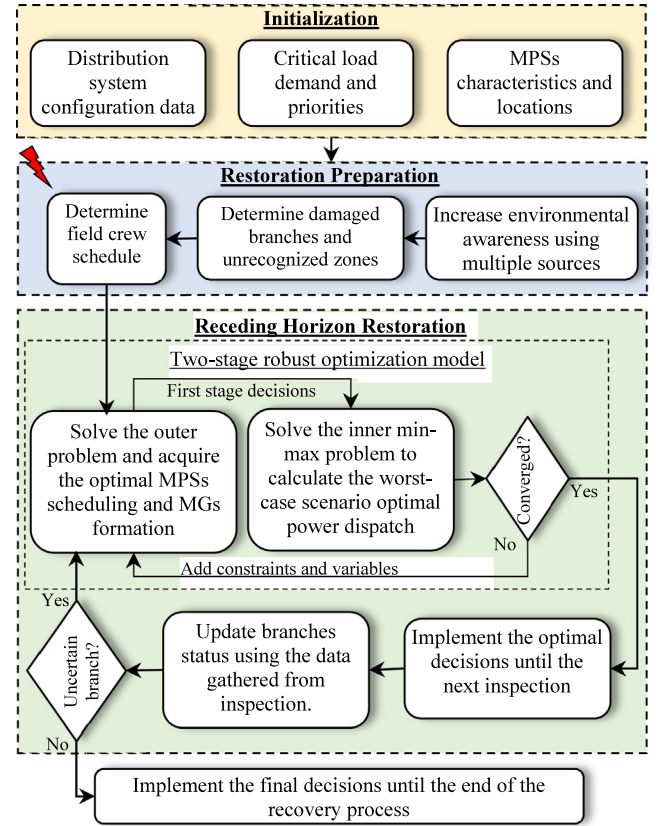 Initialization
Distribution
system
configuration data
Critical load
demand and
priorities
MPSs
characteristics and
locations
Restoration Preparation
Determine
field crew
schedule
Determine damaged
branches and
unrecognized zones
Increase environmental
awareness using
multiple sources
Receding Horizon Restoration
Two-stage robust optimization model
First stage decisions
Solve the outer
problem and acquire
the optimal MPSs
scheduling and MGs
formation
Solve the inner min-
max problem to
calculate the worst-
case scenario optimal
power dispatch
Converged?
Yes
No
Add constraints and variables
Yes
Uncertain
branch?
Update branches
status using the data
gathered from
inspection.
Implement the optimal
decisions until the
next inspection
No
Implement the final decisions until the end of the
recovery process